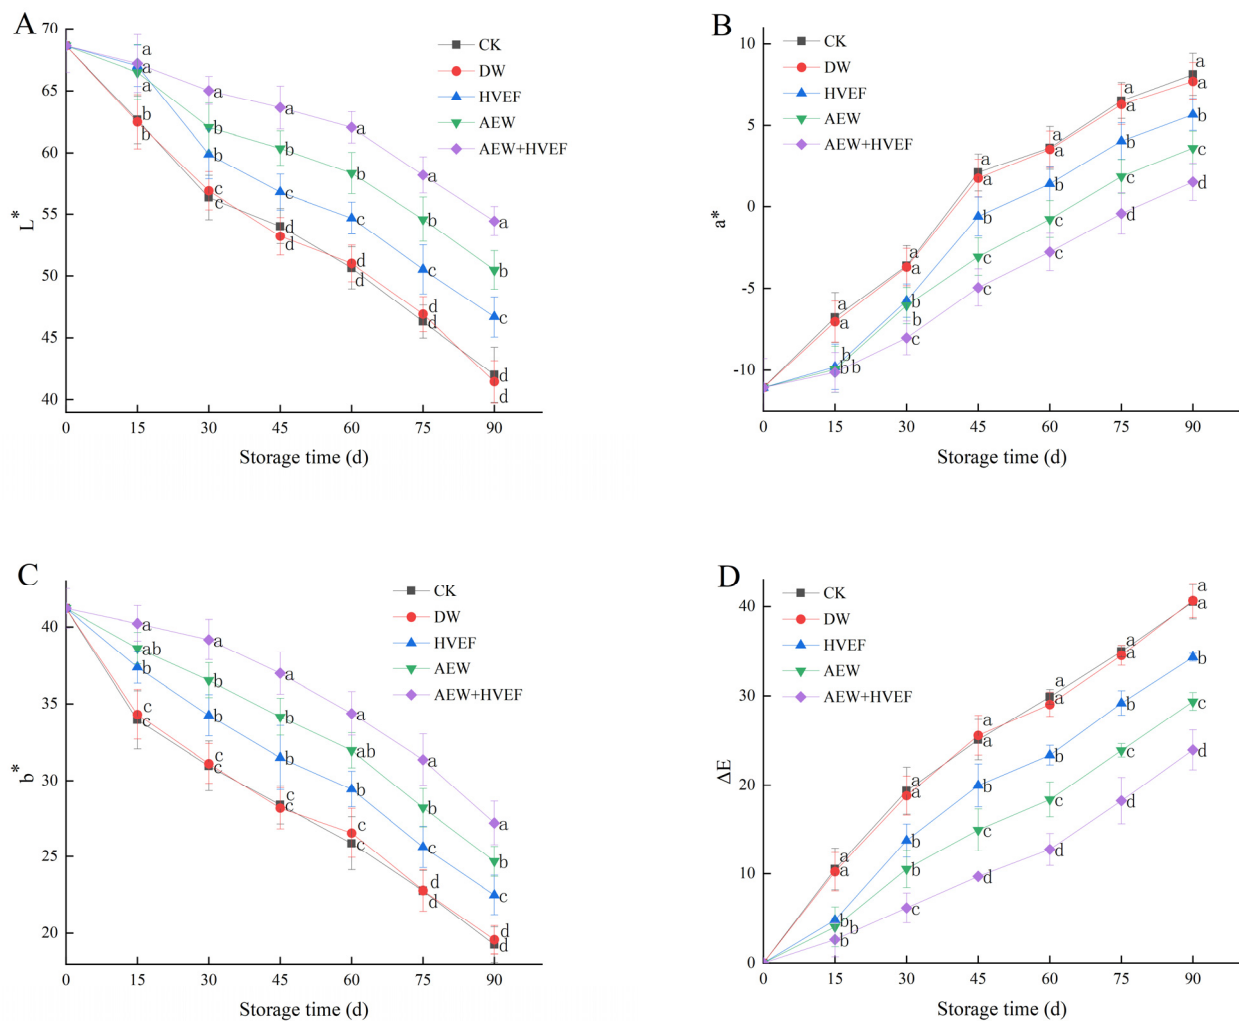 A
70
65
60
55
50
45
40
L*
0 15 30 45 60 75 90
Storage time (d)
CK
DW
HVEF
AEW
AEW+HVEF
a a a a a a
a b b b b b
a b c c c c
b c d d d d
b c d d d d
B
10
5
0
-5
-10
a*
0 15 30 45 60 75 90
Storage time (d)
CK
DW
HVEF
AEW
AEW+HVEF
a a a a a a
a a a a a a
b b b b b b
b b c c c c
b c c c c d
C
40
35
30
25
20
b*
0 15 30 45 60 75 90
Storage time (d)
CK
DW
HVEF
AEW
AEW+HVEF
a a a a a a
ab b b ab b b
b b b b b c
c c c c d d
c c c c d d
D
40
30
20
10
0
ΔE
0 15 30 45 60 75 90
Storage time (d)
CK
DW
HVEF
AEW
AEW+HVEF
a a a a a a
a a a a a a
b b b b b b
b b c c c c
b c d d d d